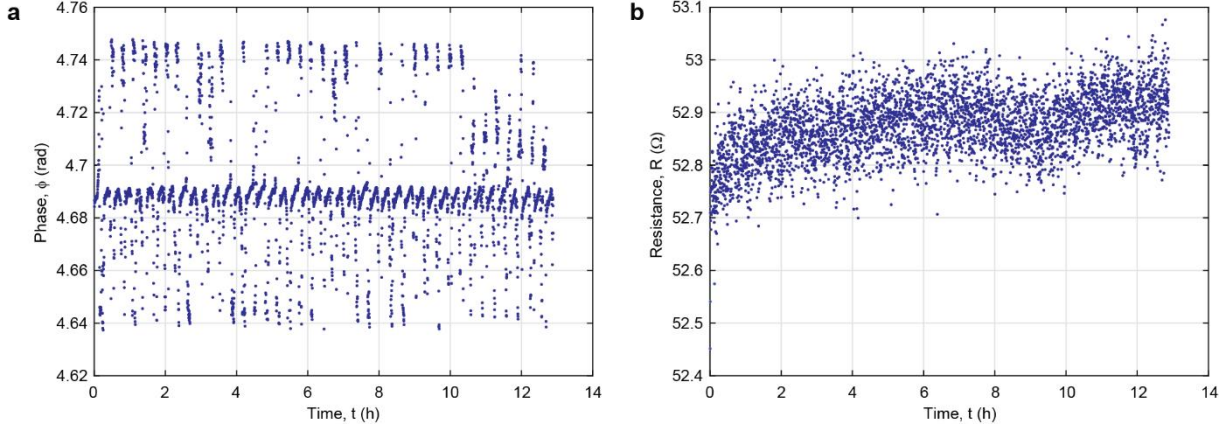 a
4.76
4.74
4.72
4.7
4.68
4.66
4.64
4.62
Phase, ϕ (rad)
0 2 4 6 8 10 12 14
Time, t (h)
b
53.1
53
52.9
52.8
52.7
52.6
52.5
52.4
Resistance, R (Ω)
0 2 4 6 8 10 12 14
Time, t (h)